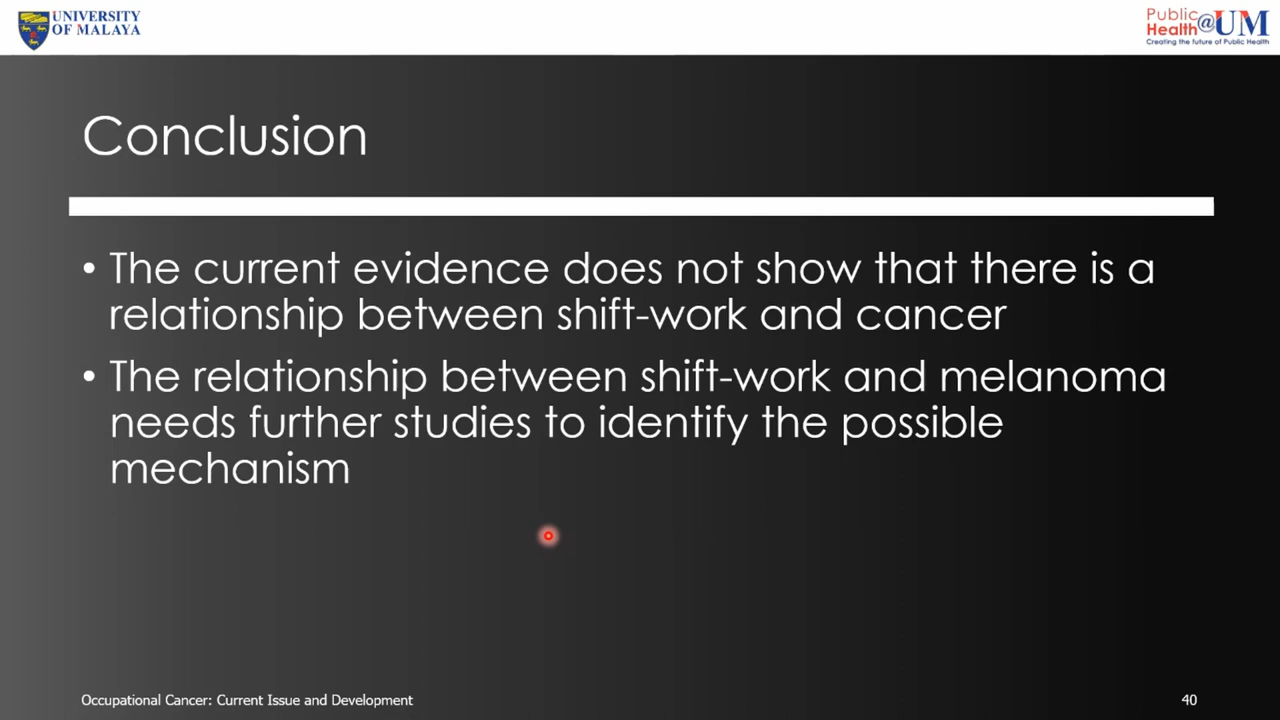 UNIVERSITY
OF MALAYA
Public
Health@UM
Creating the future of Public Health
Conclusion
• The current evidence does not show that there is a
relationship between shift-work and cancer
• The relationship between shift-work and melanoma
needs further studies to identify the possible
mechanism
Occupational Cancer: Current Issue and Development
40